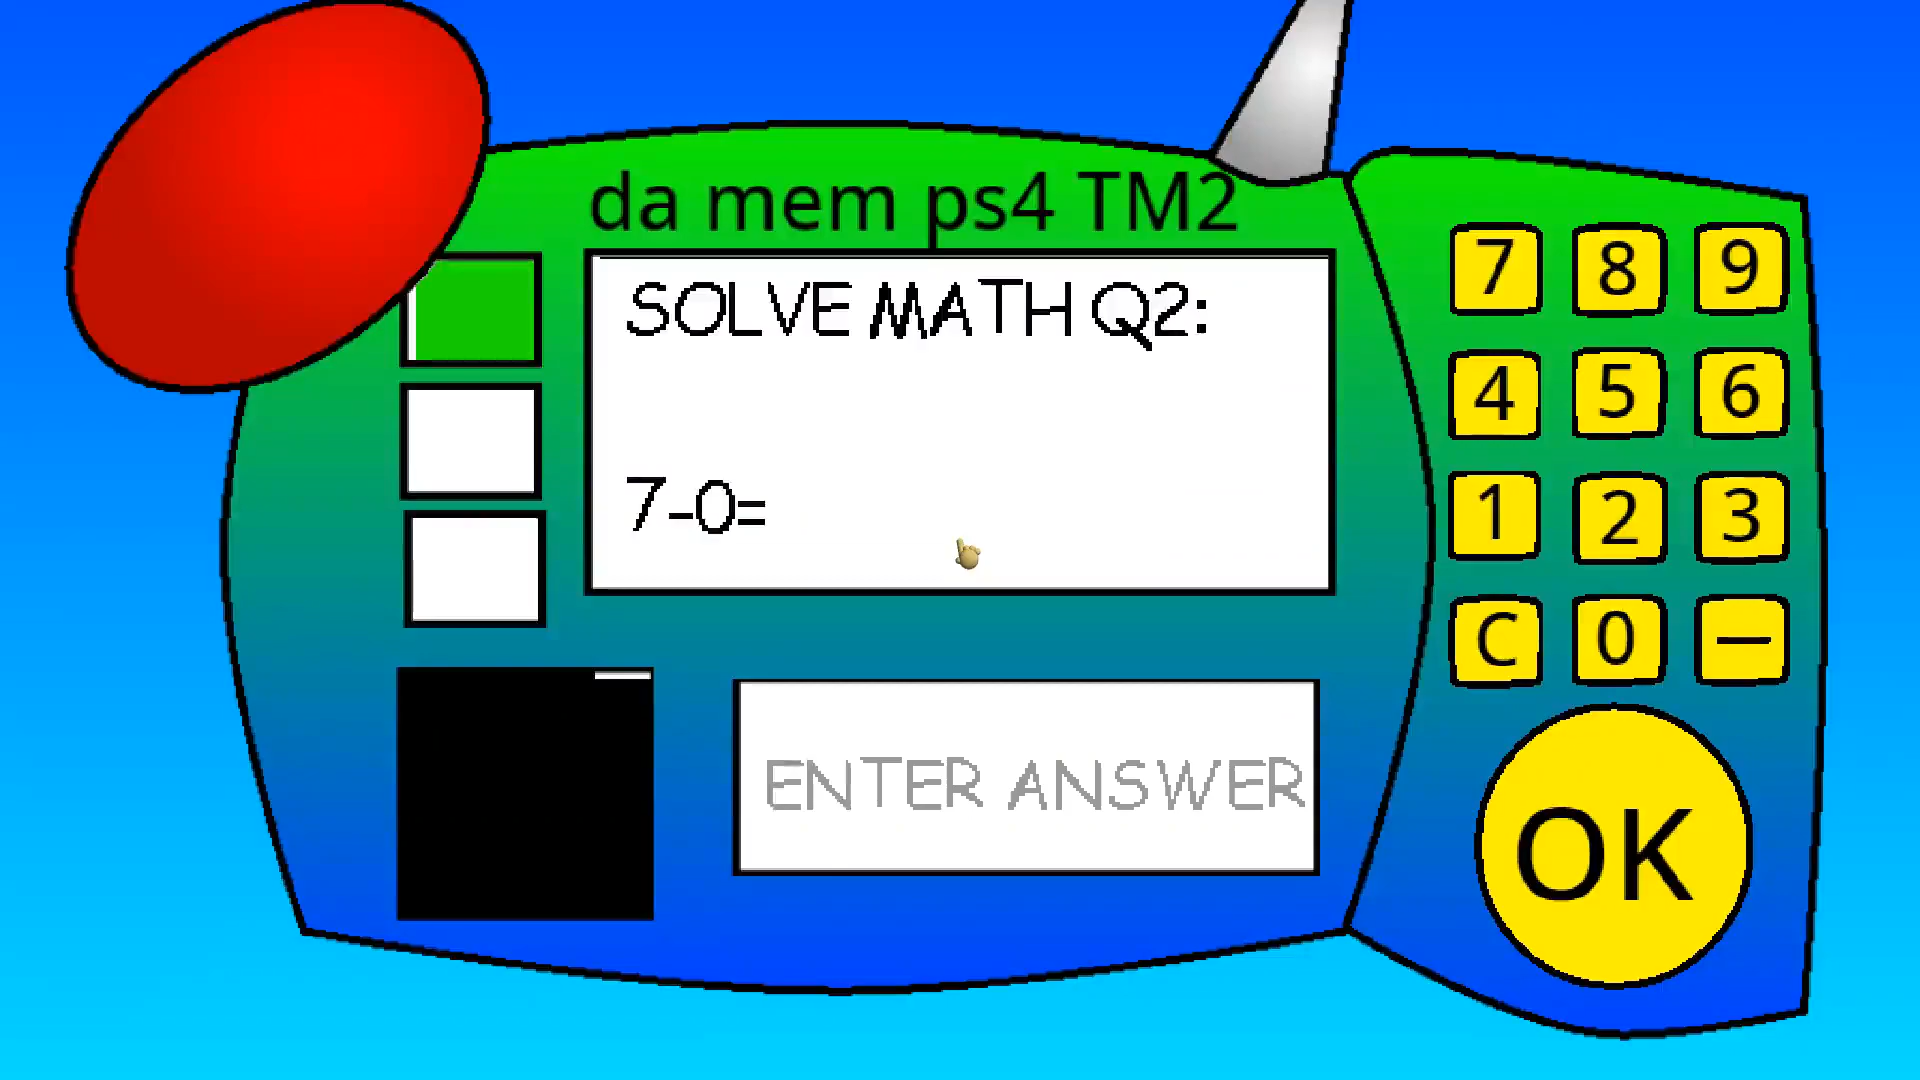 da mem ps4 TM2
SOLVE MATH Q2:
7-0=
ENTER ANSWER
7 8 9
4 5 6
1 2 3
C 0 —
OK